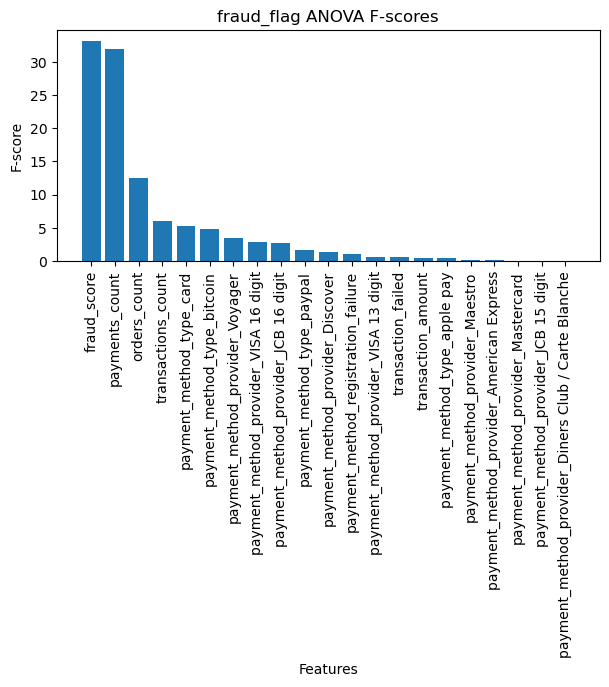 fraud_flag ANOVA F-scores
F-score
30
25
20
15
10
5
0
fraud_score
payments_count
orders_count
transactions_count
payment_method_type_card
payment_method_type_bitcoin
payment_method_provider_Voyager
payment_method_provider_VISA 16 digit
payment_method_provider_JCB 16 digit
payment_method_type_paypal
payment_method_provider_Discover
payment_method_registration_failure
payment_method_provider_VISA 13 digit
transaction_failed
transaction_amount
payment_method_type_apple pay
payment_method_provider_Maestro
payment_method_provider_American Express
payment_method_provider_Mastercard
payment_method_provider_JCB 15 digit
payment_method_provider_Diners Club / Carte Blanche
Features